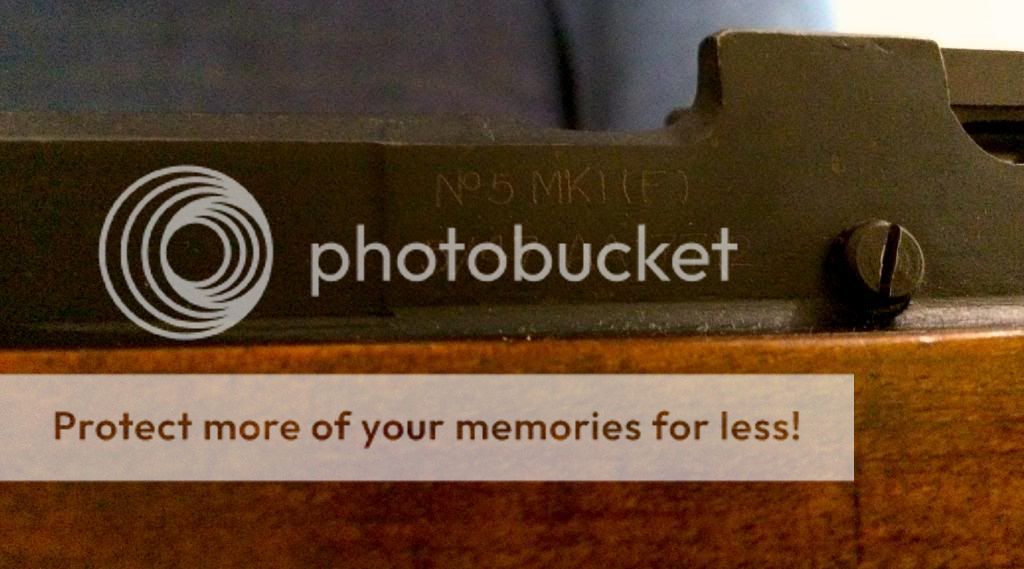 Nº5 MK1(F)
photobucket
Protect more of your memories for less!